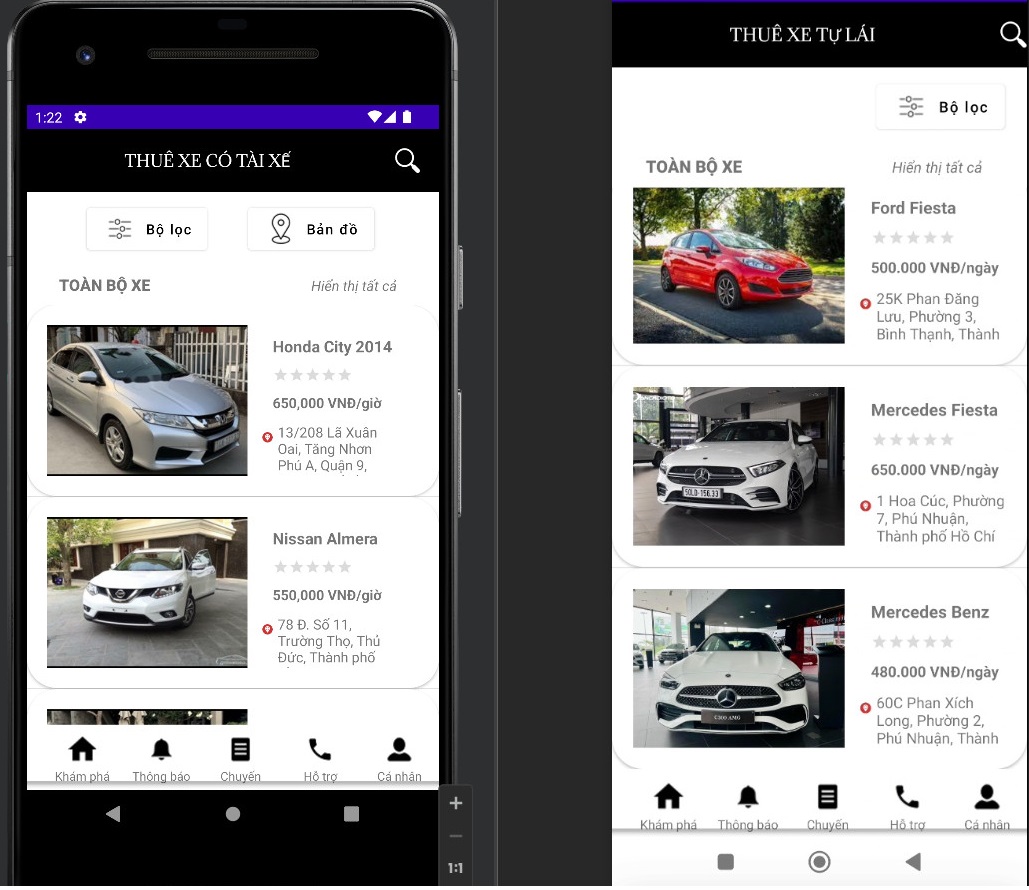 1:22
THUÊ XE CÓ TÀI XẾ
Bộ lọc
Bản đồ
TOÀN BỘ XE
Hiển thị tất cả
Honda City 2014
650,000 VNĐ/giờ
13/208 Lã Xuân
Oai, Tăng Nhơn
Phú A, Quận 9,
Nissan Almera
550,000 VNĐ/giờ
78 Đ. Số 11,
Trường Thọ, Thủ
Đức, Thành phố
Khám phá
Thông báo
Chuyến
Hỗ trợ
Cá nhân
1:1
THUÊ XE TỰ LÁI
Bộ lọc
TOÀN BỘ XE
Hiển thị tất cả
Ford Fiesta
500.000 VNĐ/ngày
25K Phan Đăng
Lưu, Phường 3,
Bình Thạnh, Thành
Mercedes Fiesta
650.000 VNĐ/ngày
50LD-156.33
1 Hoa Cúc, Phường
7, Phú Nhuận,
Thành phố Hồ Chí
Mercedes Benz
480.000 VNĐ/ngày
C300 AMG
60C Phan Xích
Long, Phường 2,
Phú Nhuận, Thành
Khám phá
Thông báo
Chuyến
Hỗ trợ
Cá nhân